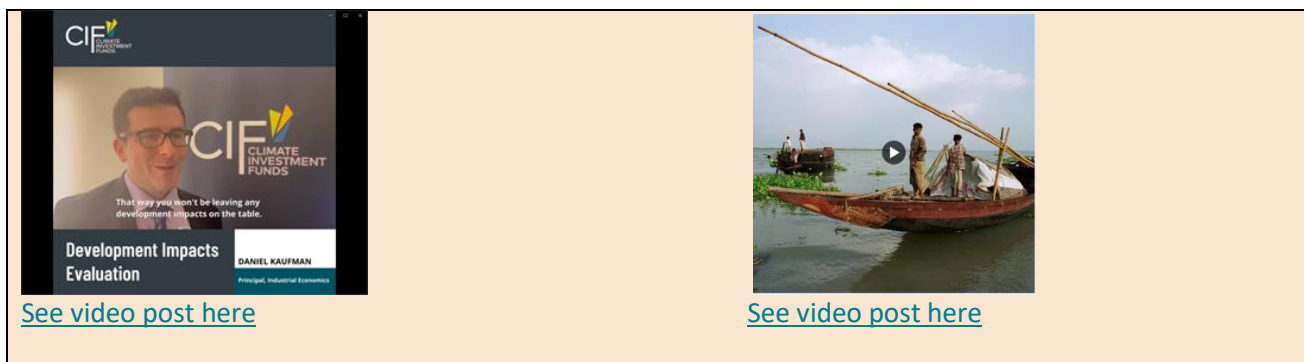 CIF
CLIMATE
INVESTMENT
FUNDS
CIF
CLIMATE
INVESTMENT
FUNDS
That way you won't be leaving any
development impacts on the table.
Development Impacts
Evaluation
DANIEL KAUFMAN
Principal, Industrial Economics
See video post here
See video post here